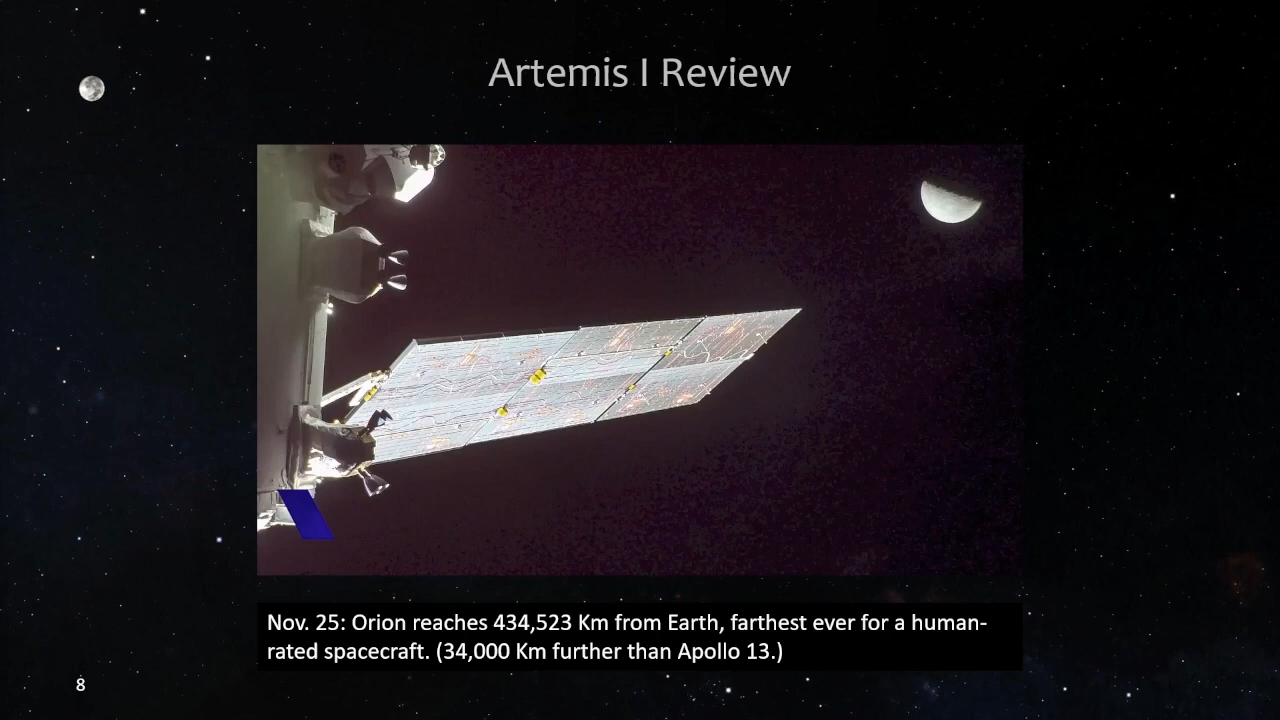 Artemis I Review
Nov. 25: Orion reaches 434,523 Km from Earth, farthest ever for a human-
rated spacecraft. (34,000 Km further than Apollo 13.)
8